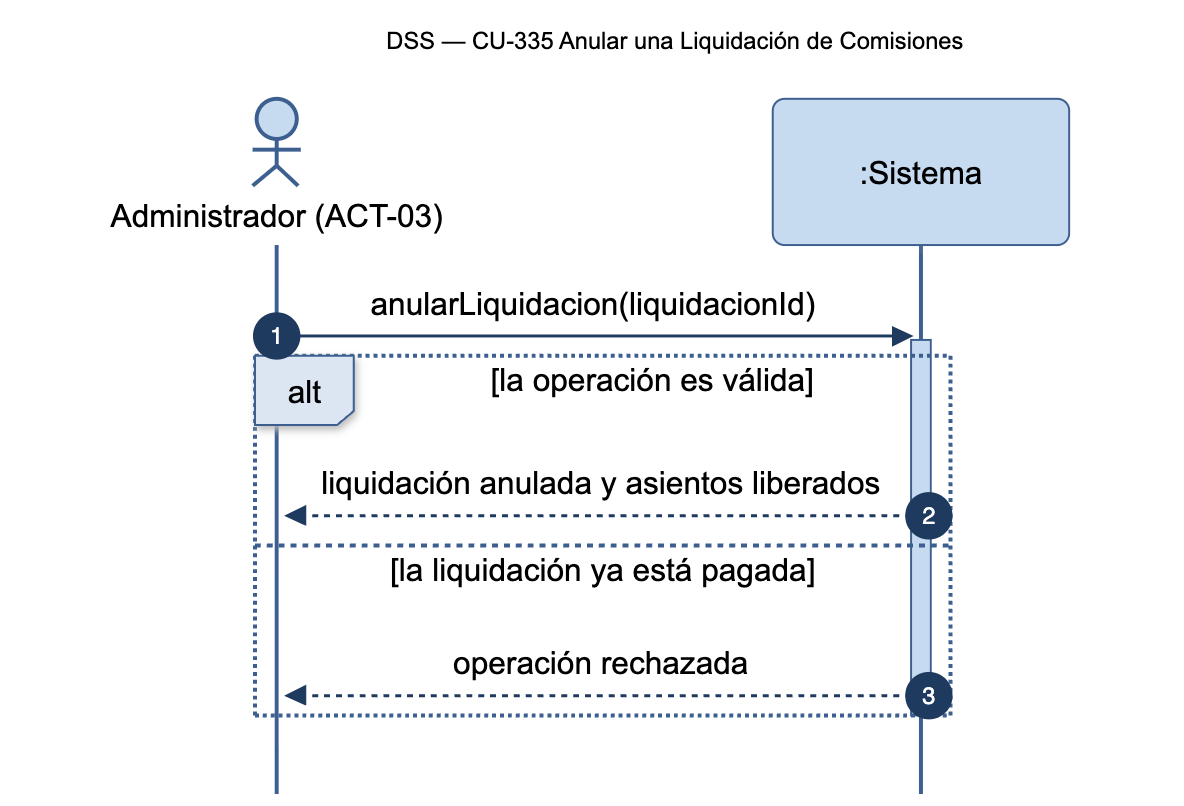 DSS — CU-335 Anular una Liquidación de Comisiones
Administrador (ACT-03)
:Sistema
anularLiquidacion(liquidacionId)
1
alt
[la operación es válida]
liquidación anulada y asientos liberados
2
[la liquidación ya está pagada]
operación rechazada
3